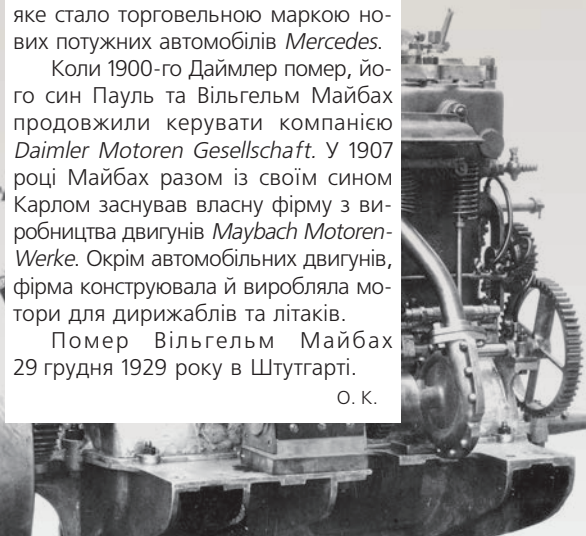 яке стало торговельною маркою но-
вих потужних автомобілів Mercedes.
Коли 1900-го Даймлер помер, йо-
го син Пауль та Вільгельм Майбах
продовжили керувати компанією
Daimler Motoren Gesellschaft. У 1907
році Майбах разом із своїм сином
Карлом заснував власну фірму з ви-
робництва двигунів Maybach Motoren-
Werke. Окрім автомобільних двигунів,
фірма конструювала й виробляла мо-
тори для дирижаблів та літаків.
Помер Вільгельм Майбах
29 грудня 1929 року в Штутгарті.
О. К.